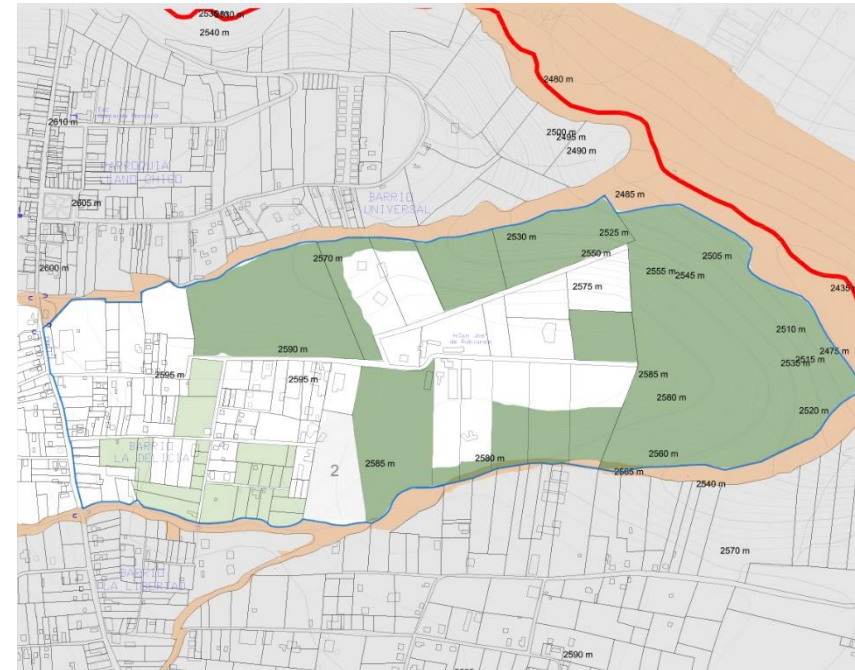 2530 m
2540 m
2480 m
2610 m
2500 m
2495 m
2490 m
PARROQUIA
LLANO CHICO
BARRIO
UNIVERSAL
2605 m
2485 m
2530 m
2525 m
2550 m
2505 m
2570 m
2600 m
2555 m
2545 m
2575 m
2435
2510 m
2590 m
2475 m
2515 m
2535 m
2595 m
2595 m
2585 m
2580 m
2520 m
BARRIO
LA DELICIA
2
2585 m
2580 m
2560 m
2565 m
2540 m
2570 m
BARRIO
LA LIBERTAD
2590 m